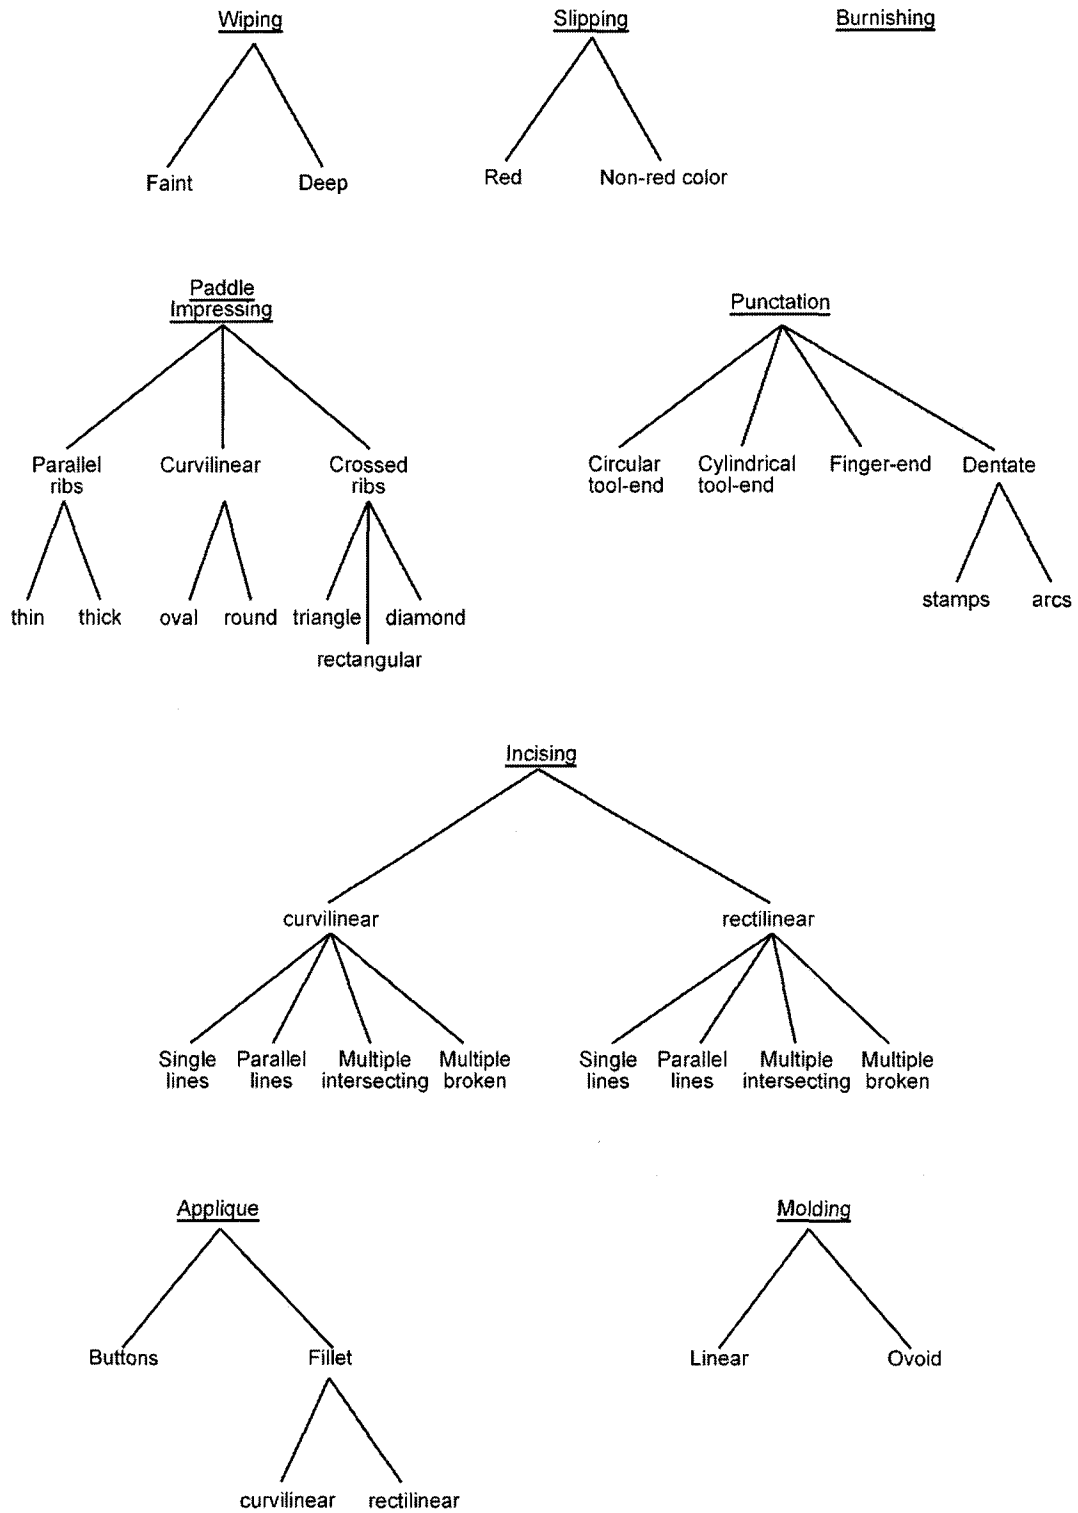 Wiping
Slipping
Burnishing
Faint
Deep
Red
Non-red color
Paddle
Impressing
Punctation
Parallel
ribs
Curvilinear
Crossed
ribs
Circular
tool-end
Cylindrical
tool-end
Finger-end
Dentate
thin
thick
oval
round
triangle
diamond
rectangular
stamps
arcs
Incising
curvilinear
rectilinear
Single
lines
Parallel
lines
Multiple
intersecting
Multiple
broken
Single
lines
Parallel
lines
Multiple
intersecting
Multiple
broken
Applique
Molding
Buttons
Fillet
Linear
Ovoid
curvilinear
rectilinear